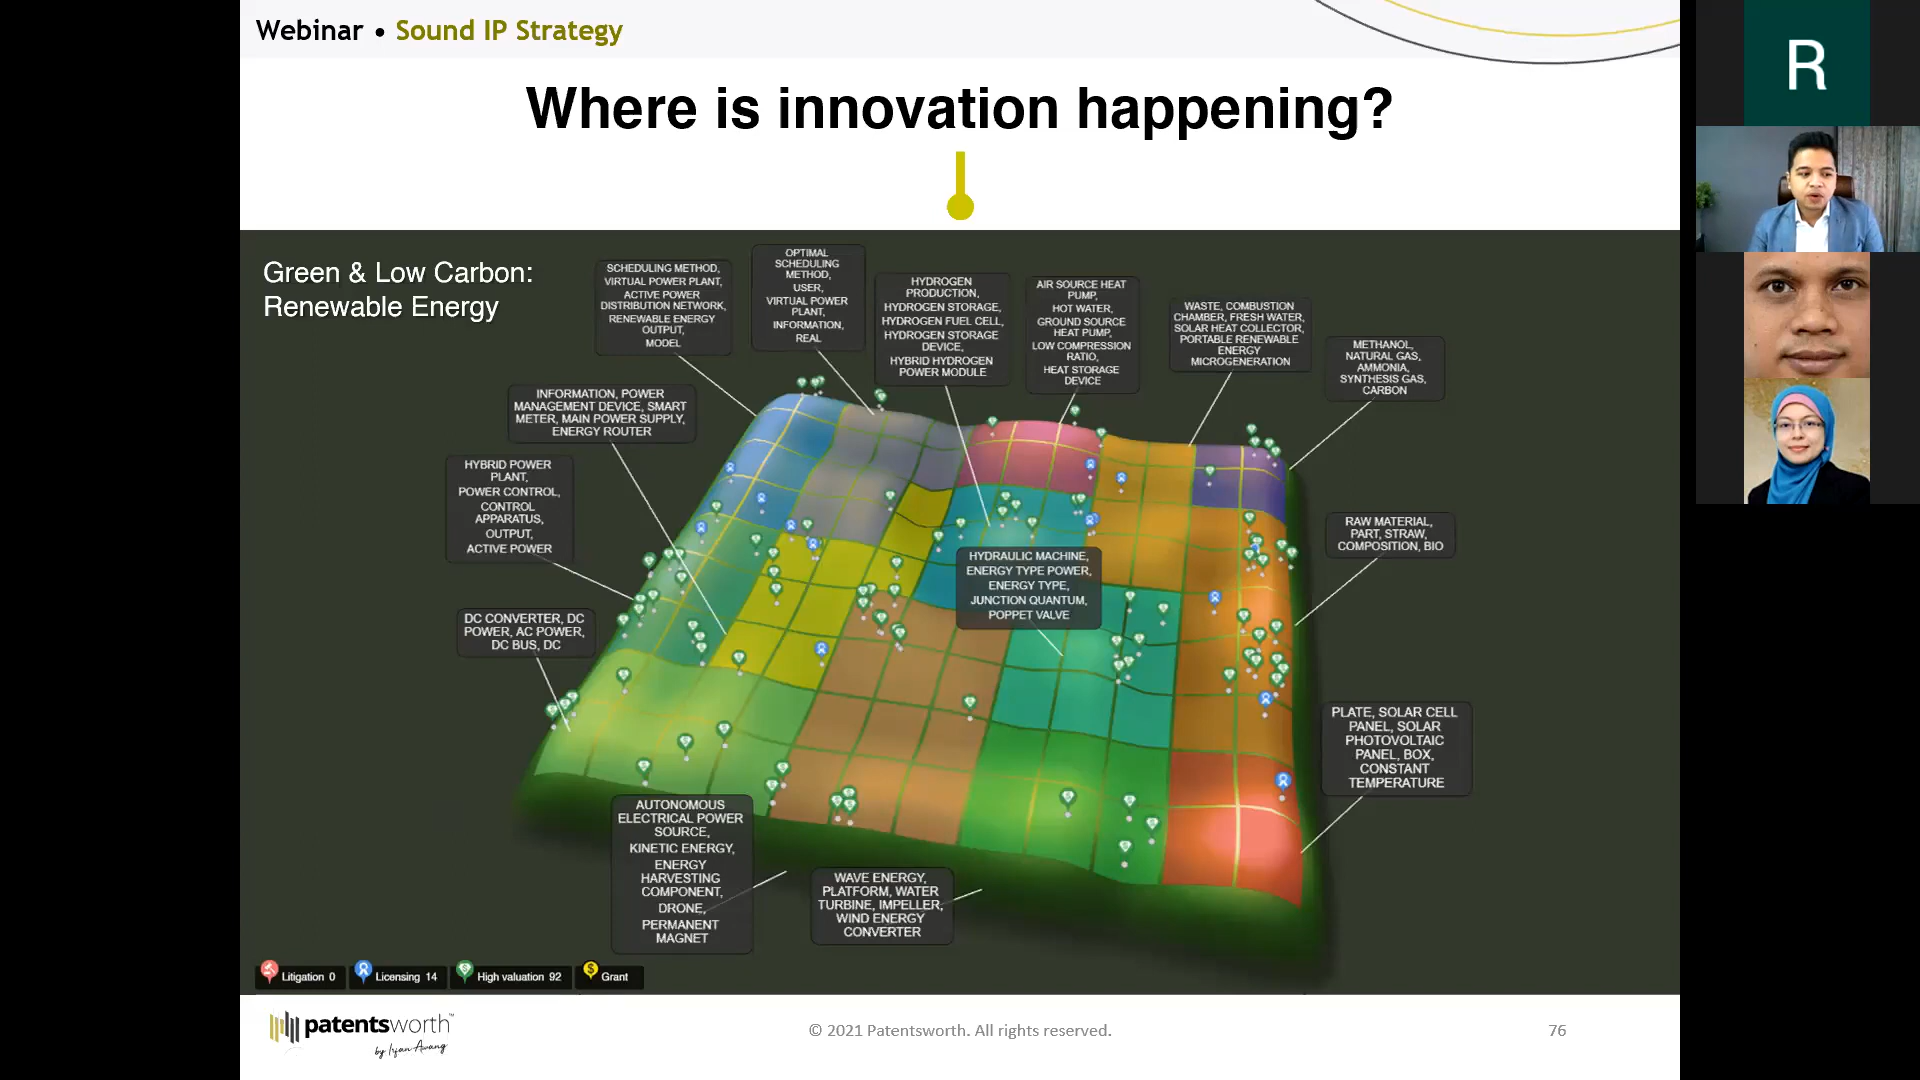 Webinar • Sound IP Strategy
Where is innovation happening?
Green & Low Carbon:
Renewable Energy
SCHEDULING METHOD,
VIRTUAL POWER PLANT,
ACTIVE POWER
DISTRIBUTION NETWORK,
RENEWABLE ENERGY
OUTPUT,
MODEL
OPTIMAL
SCHEDULING
METHOD,
USER,
VIRTUAL POWER
PLANT,
INFORMATION,
REAL
HYDROGEN
PRODUCTION,
HYDROGEN STORAGE,
HYDROGEN FUEL CELL,
HYDROGEN STORAGE
DEVICE,
HYBRID HYDROGEN
POWER MODULE
AIR SOURCE HEAT
PUMP,
HOT WATER,
GROUND SOURCE
HEAT PUMP,
LOW COMPRESSION
RATIO,
HEAT STORAGE
DEVICE
WASTE, COMBUSTION
CHAMBER, FRESH WATER,
SOLAR HEAT COLLECTOR,
PORTABLE RENEWABLE
ENERGY
MICROGENERATION
METHANOL,
NATURAL GAS,
AMMONIA,
SYNTHESIS GAS,
CARBON
INFORMATION, POWER
MANAGEMENT DEVICE, SMART
METER, MAIN POWER SUPPLY,
ENERGY ROUTER
HYBRID POWER
PLANT,
POWER CONTROL,
CONTROL
APPARATUS,
OUTPUT,
ACTIVE POWER
RAW MATERIAL,
PART, STRAW,
COMPOSITION, BIO
HYDRAULIC MACHINE,
ENERGY TYPE POWER,
ENERGY TYPE,
JUNCTION QUANTUM,
POPPET VALVE
DC CONVERTER, DC
POWER, AC POWER,
DC BUS, DC
PLATE, SOLAR CELL
PANEL, SOLAR
PHOTOVOLTAIC
PANEL, BOX,
CONSTANT
TEMPERATURE
AUTONOMOUS
ELECTRICAL POWER
SOURCE,
KINETIC ENERGY,
ENERGY
HARVESTING
COMPONENT,
DRONE,
PERMANENT
MAGNET
WAVE ENERGY,
PLATFORM, WATER
TURBINE, IMPELLER,
WIND ENERGY
CONVERTER
Litigation 0
Licensing 14
High valuation 92
Grant
patentsworth™
by Irfan Awang
© 2021 Patentsworth. All rights reserved.
76
R